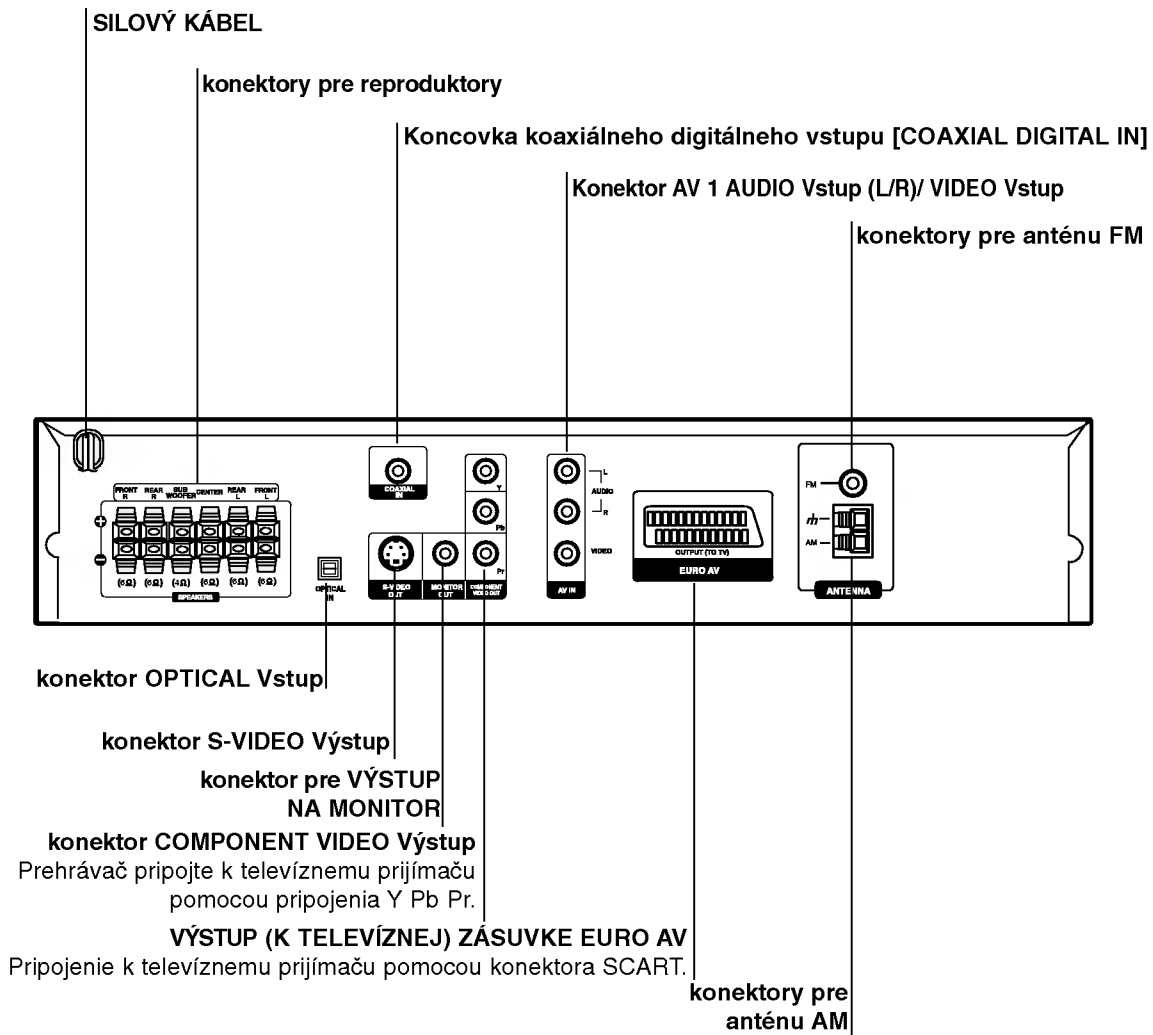 SILOVÝ KÁBEL
konektory pre reproduktory
Koncovka koaxiálneho digitálneho vstupu [COAXIAL DIGITAL IN]
Konektor AV 1 AUDIO Vstup (L/R)/ VIDEO Vstup
konektory pre anténu FM
FRONT R
REAR R
SUB WOOFER
CENTER
REAR L
FRONT L
(6Ω) (6Ω) (4Ω) (6Ω) (6Ω) (6Ω)
SPEAKERS
OPTICAL IN
COAXIAL IN
Y
Pb
Pr
S-VIDEO OUT
MONITOR OUT
COMPONENT VIDEO OUT
L
AUDIO
R
VIDEO
AV IN
OUTPUT (TO TV)
EURO AV
FM
AM
ANTENNA
konektor OPTICAL Vstup
konektor S-VIDEO Výstup
konektor pre VÝSTUP
NA MONITOR
konektor COMPONENT VIDEO Výstup
Prehrávač pripojte k televíznemu prijímaču
pomocou pripojenia Y Pb Pr.
VÝSTUP (K TELEVÍZNEJ) ZÁSUVKE EURO AV
Pripojenie k televíznemu prijímaču pomocou konektora SCART.
konektory pre
anténu AM